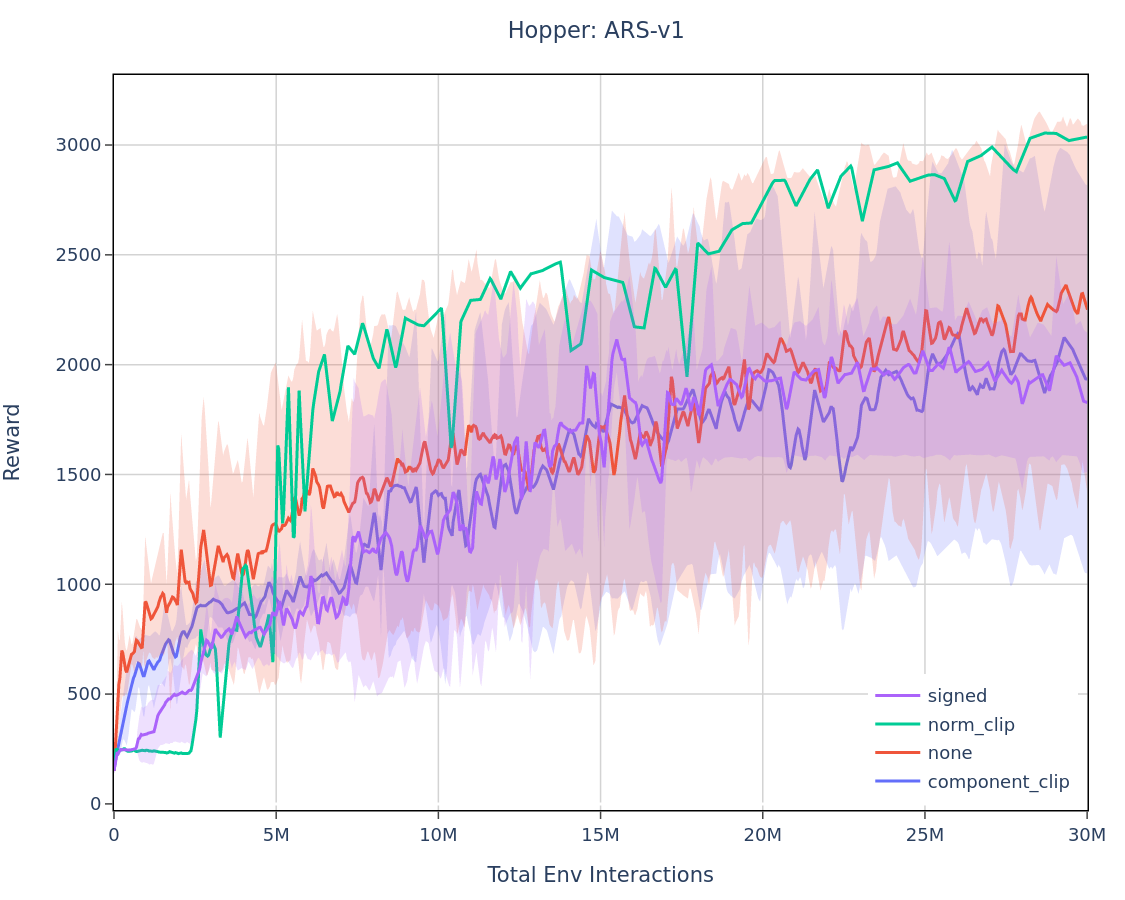 Hopper: ARS-v1
Reward
3000
2500
2000
1500
1000
500
0
0 5M 10M 15M 20M 25M 30M
Total Env Interactions
signed
norm_clip
none
component_clip